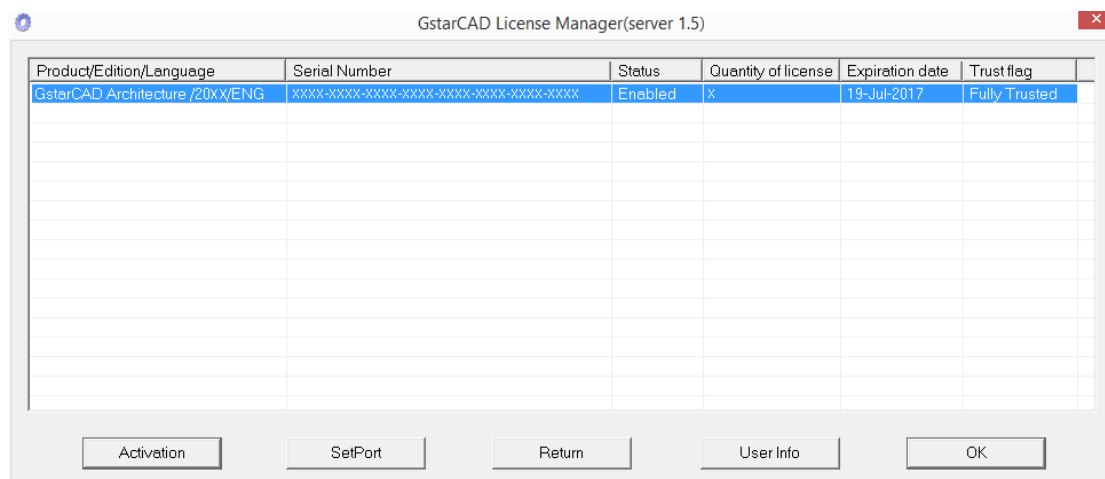 GstarCAD License Manager(server 1.5)
Product/Edition/Language Serial Number Status Quantity of license Expiration date Trust flag
GstarCAD Architecture /20XX/ENG XXXX-XXXX-XXXX-XXXX-XXXX-XXXX-XXXX-XXXX Enabled X 19-Jul-2017 Fully Trusted
Activation SetPort Return User Info OK